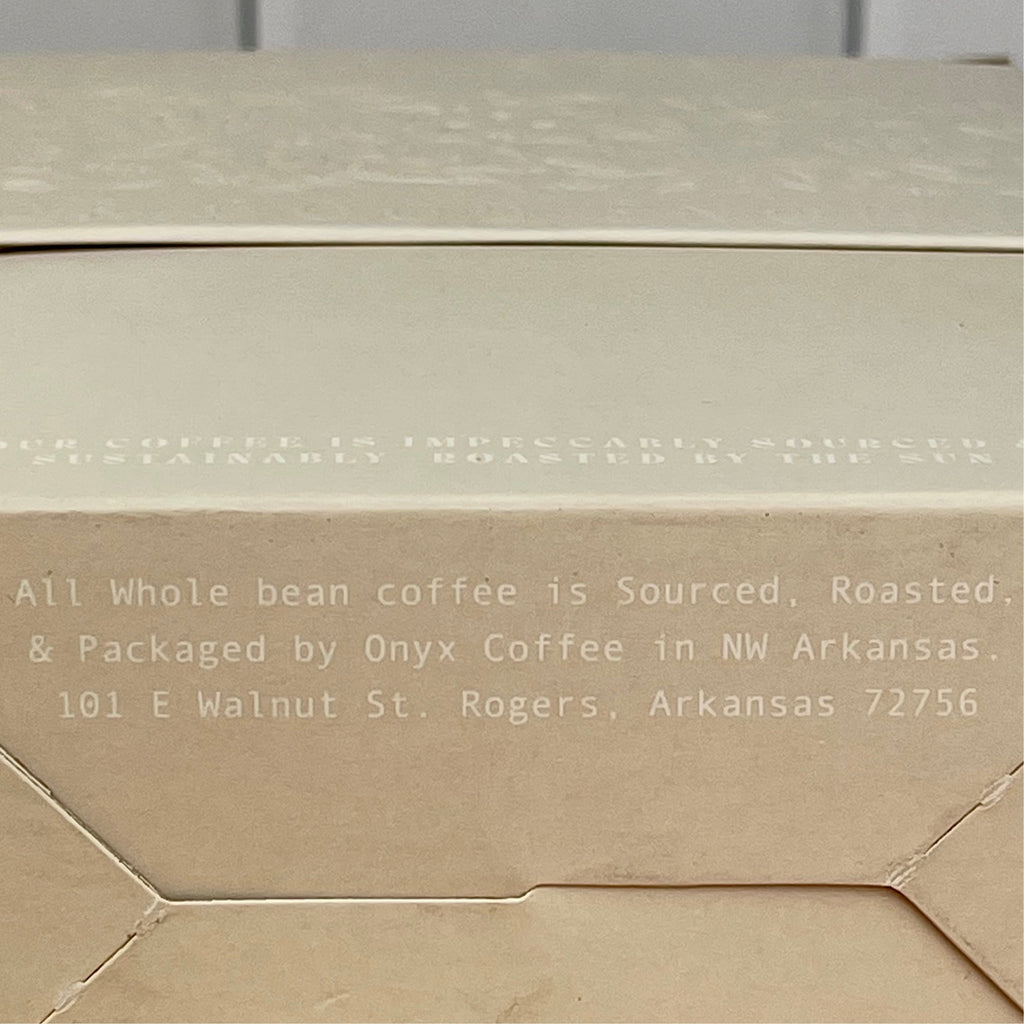 OUR COFFEE IS IMPECCABLY SOURCED &
SUSTAINABLY ROASTED BY THE SUN
All Whole bean coffee is Sourced, Roasted,
& Packaged by Onyx Coffee in NW Arkansas.
101 E Walnut St. Rogers, Arkansas 72756